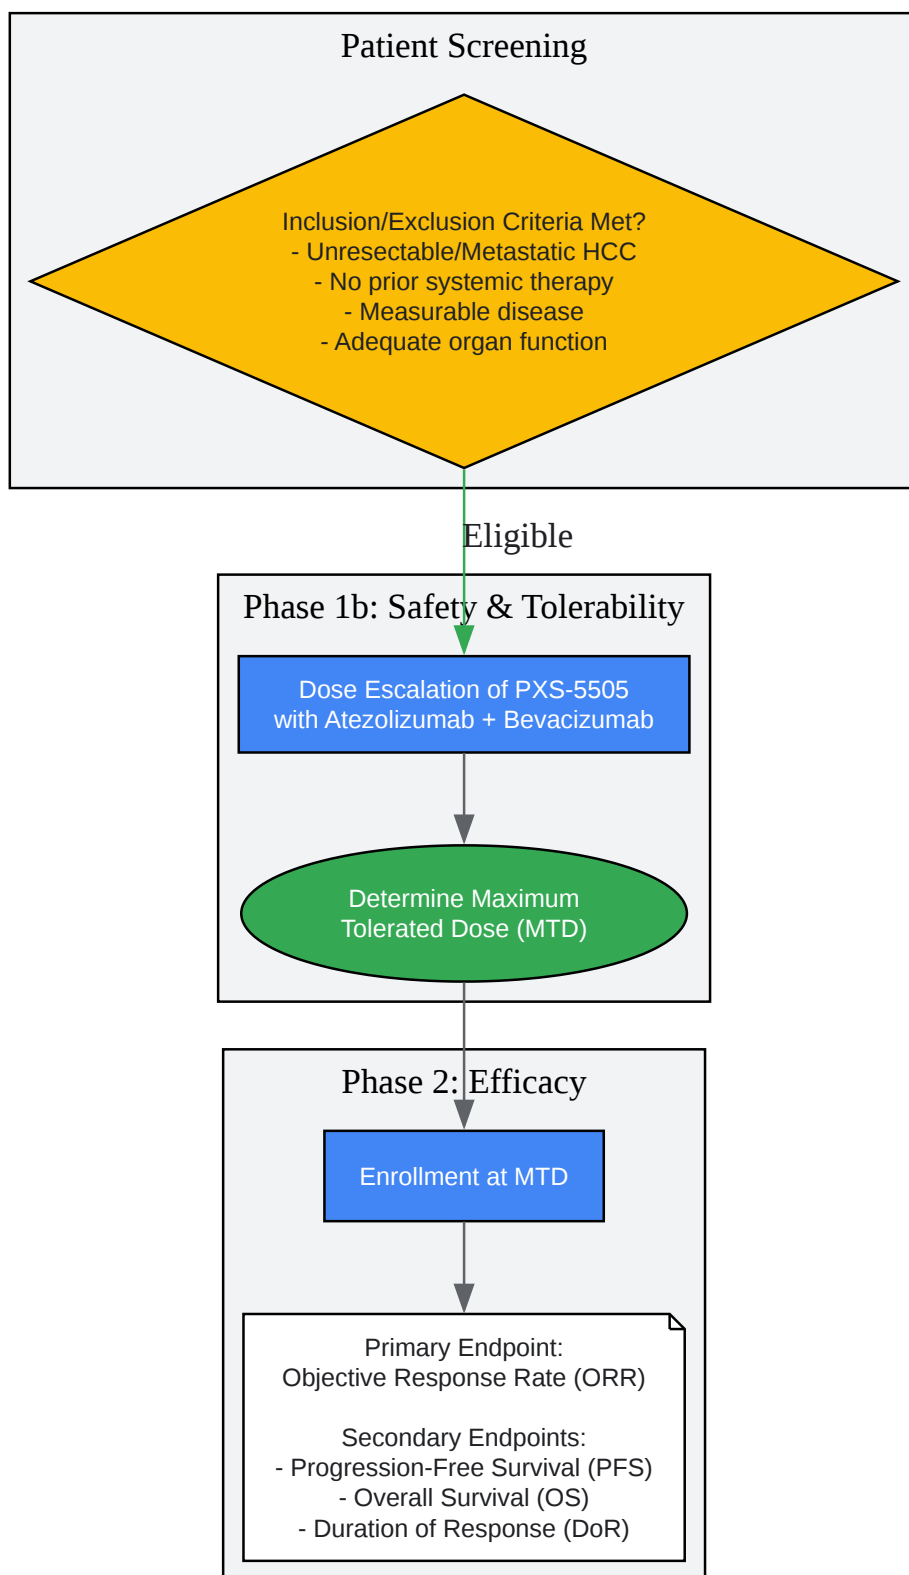 Patient Screening
Inclusion/Exclusion Criteria Met?
- Unresectable/Metastatic HCC
- No prior systemic therapy
- Measurable disease
- Adequate organ function
Eligible
Phase 1b: Safety & Tolerability
Dose Escalation of PXS-5505
with Atezolizumab + Bevacizumab
Determine Maximum
Tolerated Dose (MTD)
Phase 2: Efficacy
Enrollment at MTD
Primary Endpoint:
Objective Response Rate (ORR)
Secondary Endpoints:
- Progression-Free Survival (PFS)
- Overall Survival (OS)
- Duration of Response (DoR)